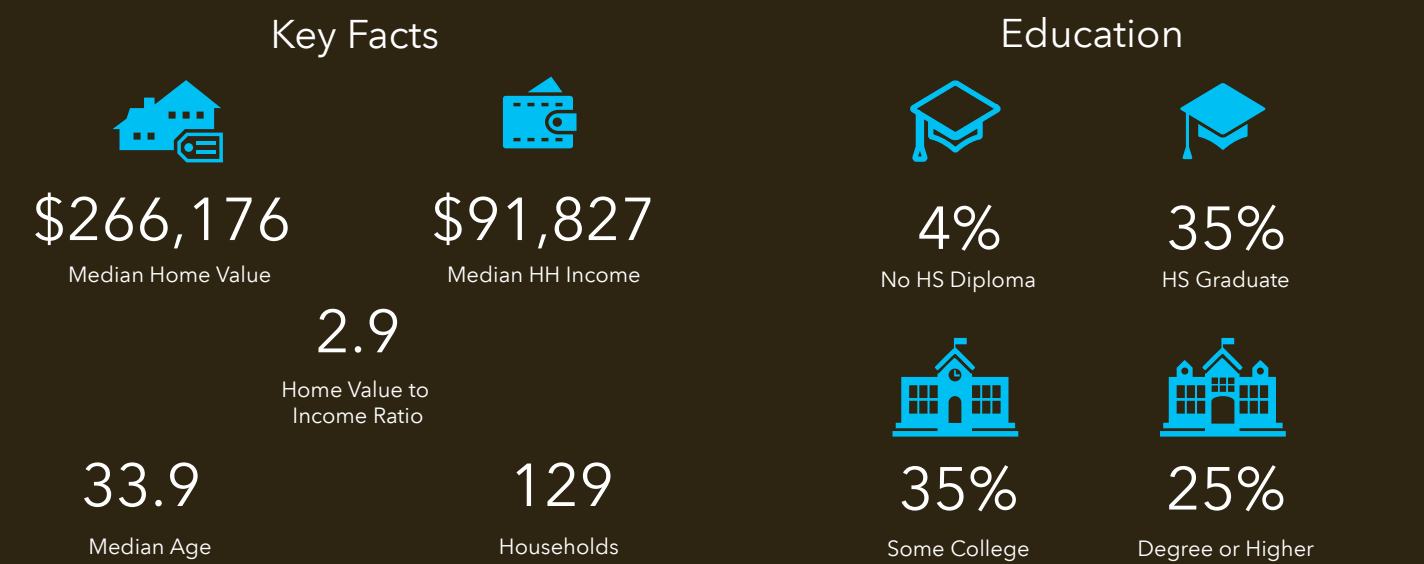 Key Facts
$266,176
Median Home Value
$91,827
Median HH Income
2.9
Home Value to
Income Ratio
33.9
Median Age
129
Households
Education
4%
No HS Diploma
35%
HS Graduate
35%
Some College
25%
Degree or Higher